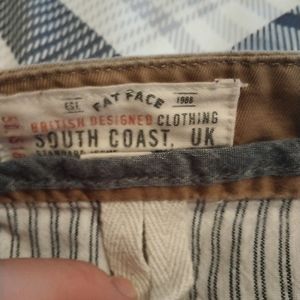 EST. FAT FACE 1988
BRITISH DESIGNED CLOTHING
SOUTH COAST, UK